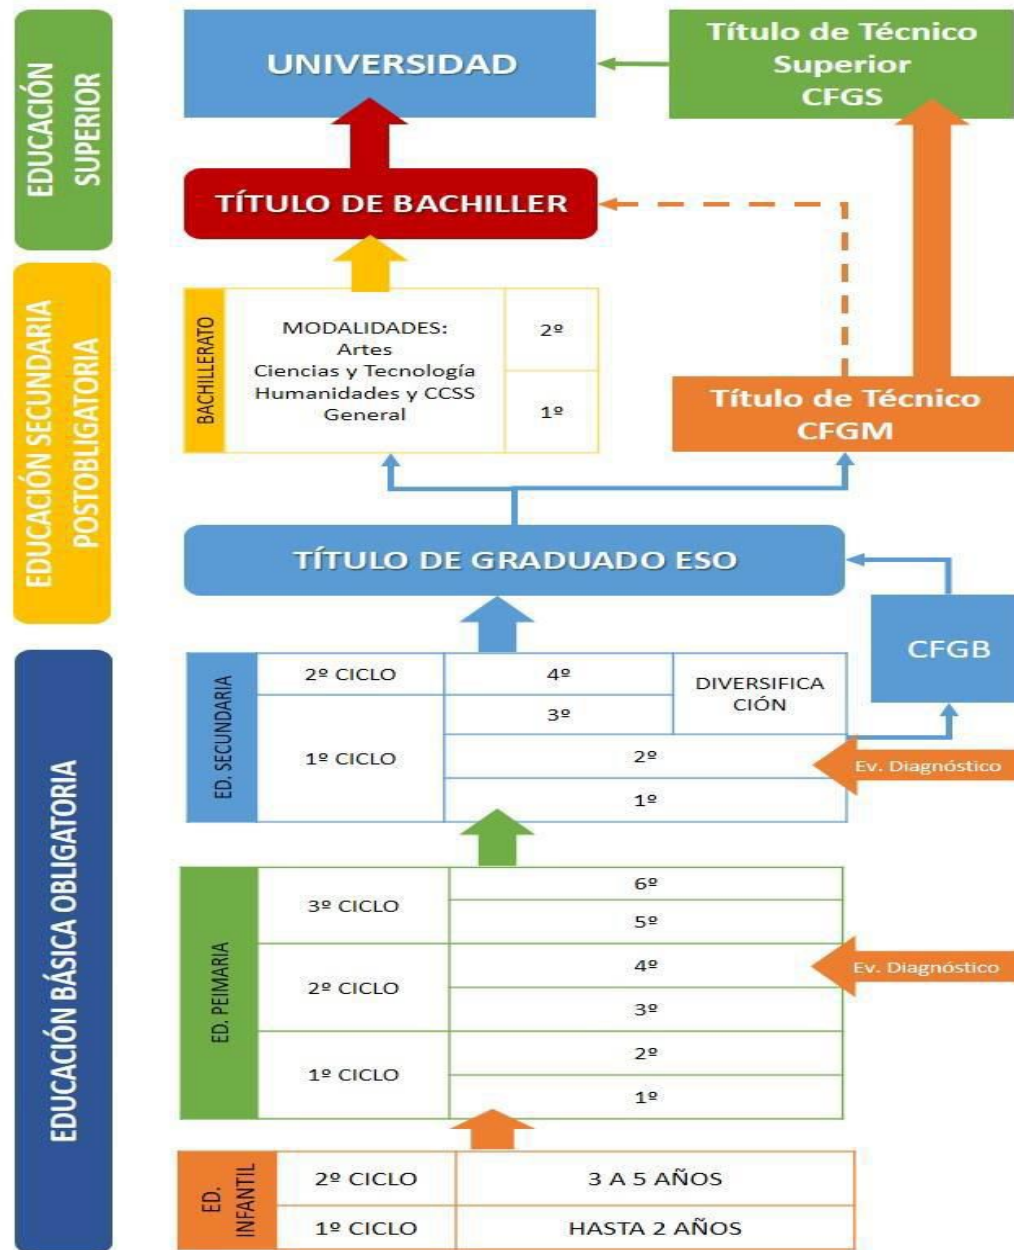 EDUCACIÓN
SUPERIOR
UNIVERSIDAD
Título de Técnico
Superior
CFGS
TÍTULO DE BACHILLER
EDUCACIÓN SECUNDARIA
POSTOBLIGATORIA
BACHILLERATO
MODALIDADES:
Artes
Ciencias y Tecnología
Humanidades y CCSS
General
2º
1º
Título de Técnico
CFGM
TÍTULO DE GRADUADO ESO
CFGB
EDUCACIÓN BÁSICA OBLIGATORIA
ED. SECUNDARIA
2º CICLO
4º
DIVERSIFICA
CIÓN
3º
1º CICLO
2º
Ev. Diagnóstico
1º
ED. PEIMARIA
3º CICLO
6º
5º
2º CICLO
4º
Ev. Diagnóstico
3º
1º CICLO
2º
1º
ED.
INFANTIL
2º CICLO
3 A 5 AÑOS
1º CICLO
HASTA 2 AÑOS